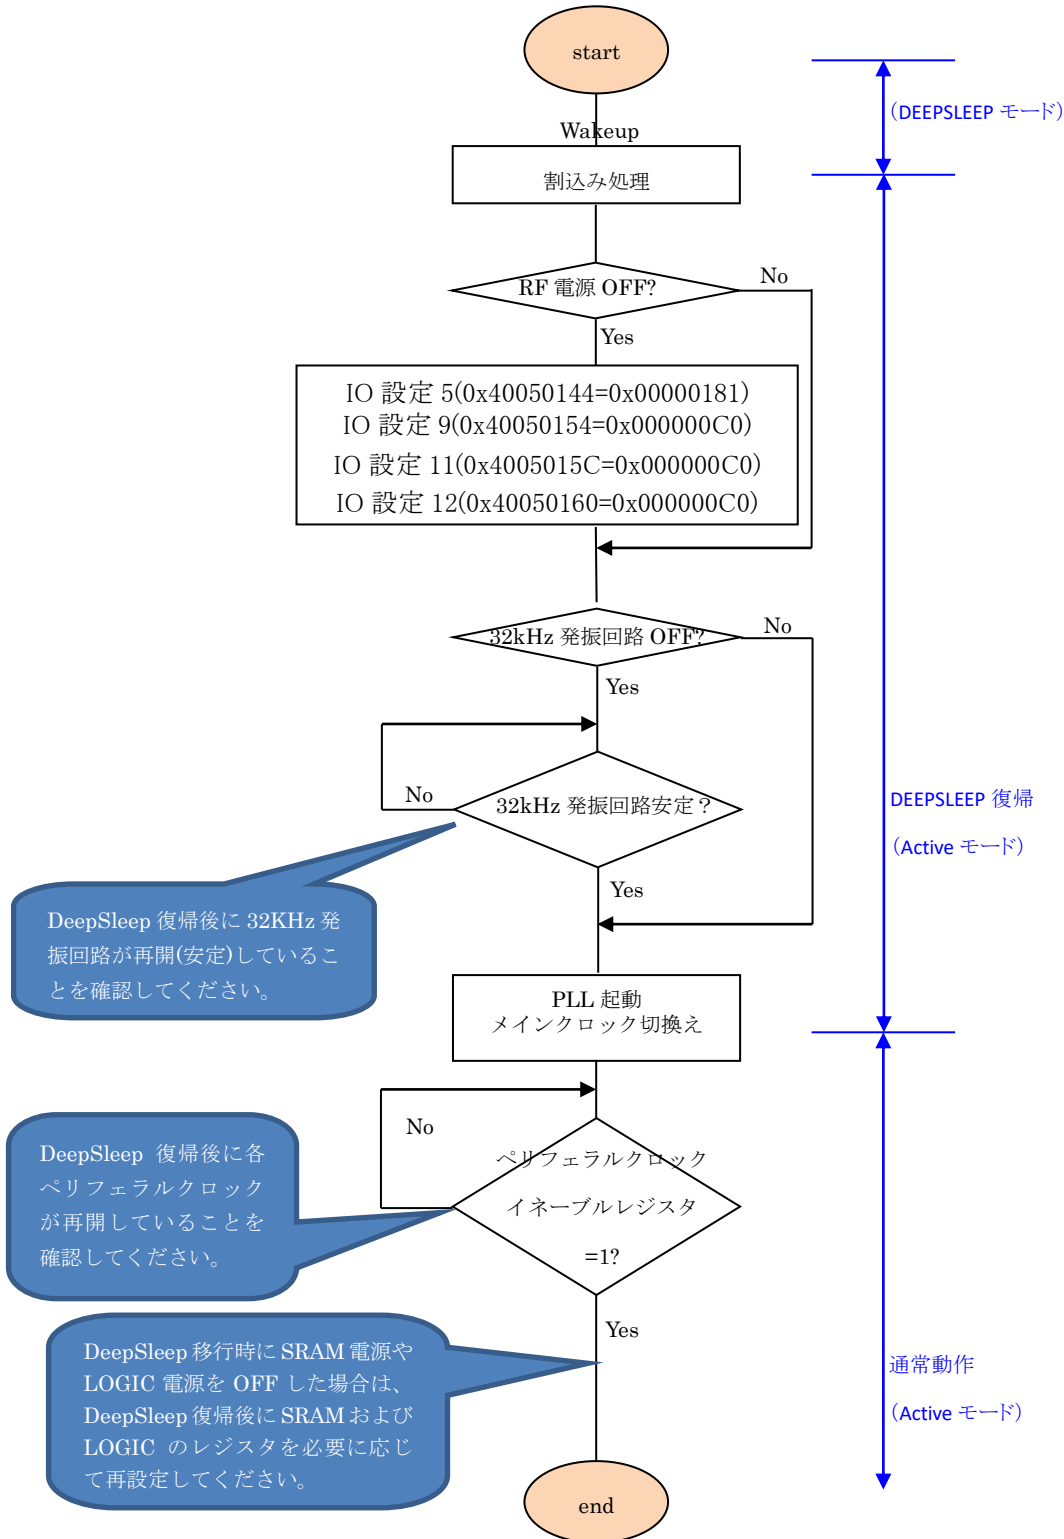 start
(DEEPSLEEP モード)
Wakeup
割込み処理
RF 電源 OFF?
No
Yes
IO 設定 5(0x40050144=0x00000181)
IO 設定 9(0x40050154=0x000000C0)
IO 設定 11(0x4005015C=0x000000C0)
IO 設定 12(0x40050160=0x000000C0)
32kHz 発振回路 OFF?
No
Yes
No
32kHz 発振回路安定？
DEEPSLEEP 復帰
(Active モード)
Yes
DeepSleep 復帰後に 32KHz 発
振回路が再開(安定)しているこ
とを確認してください。
PLL 起動
メインクロック切換え
No
DeepSleep 復帰後に各
ペリフェラルクロック
が再開していることを
確認してください。
ペリフェラルクロック
イネーブルレジスタ
=1?
Yes
DeepSleep 移行時に SRAM 電源や
LOGIC 電源を OFF した場合は、
DeepSleep 復帰後に SRAM および
LOGIC のレジスタを必要に応じ
て再設定してください。
通常動作
(Active モード)
end